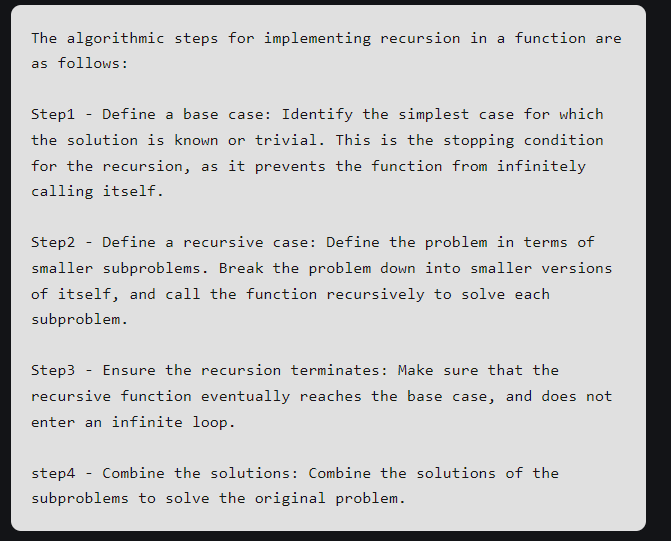 The algorithmic steps for implementing recursion in a function are
as follows:
Step1 - Define a base case: Identify the simplest case for which
the solution is known or trivial. This is the stopping condition
for the recursion, as it prevents the function from infinitely
calling itself.
Step2 - Define a recursive case: Define the problem in terms of
smaller subproblems. Break the problem down into smaller versions
of itself, and call the function recursively to solve each
subproblem.
Step3 - Ensure the recursion terminates: Make sure that the
recursive function eventually reaches the base case, and does not
enter an infinite loop.
step4 - Combine the solutions: Combine the solutions of the
subproblems to solve the original problem.